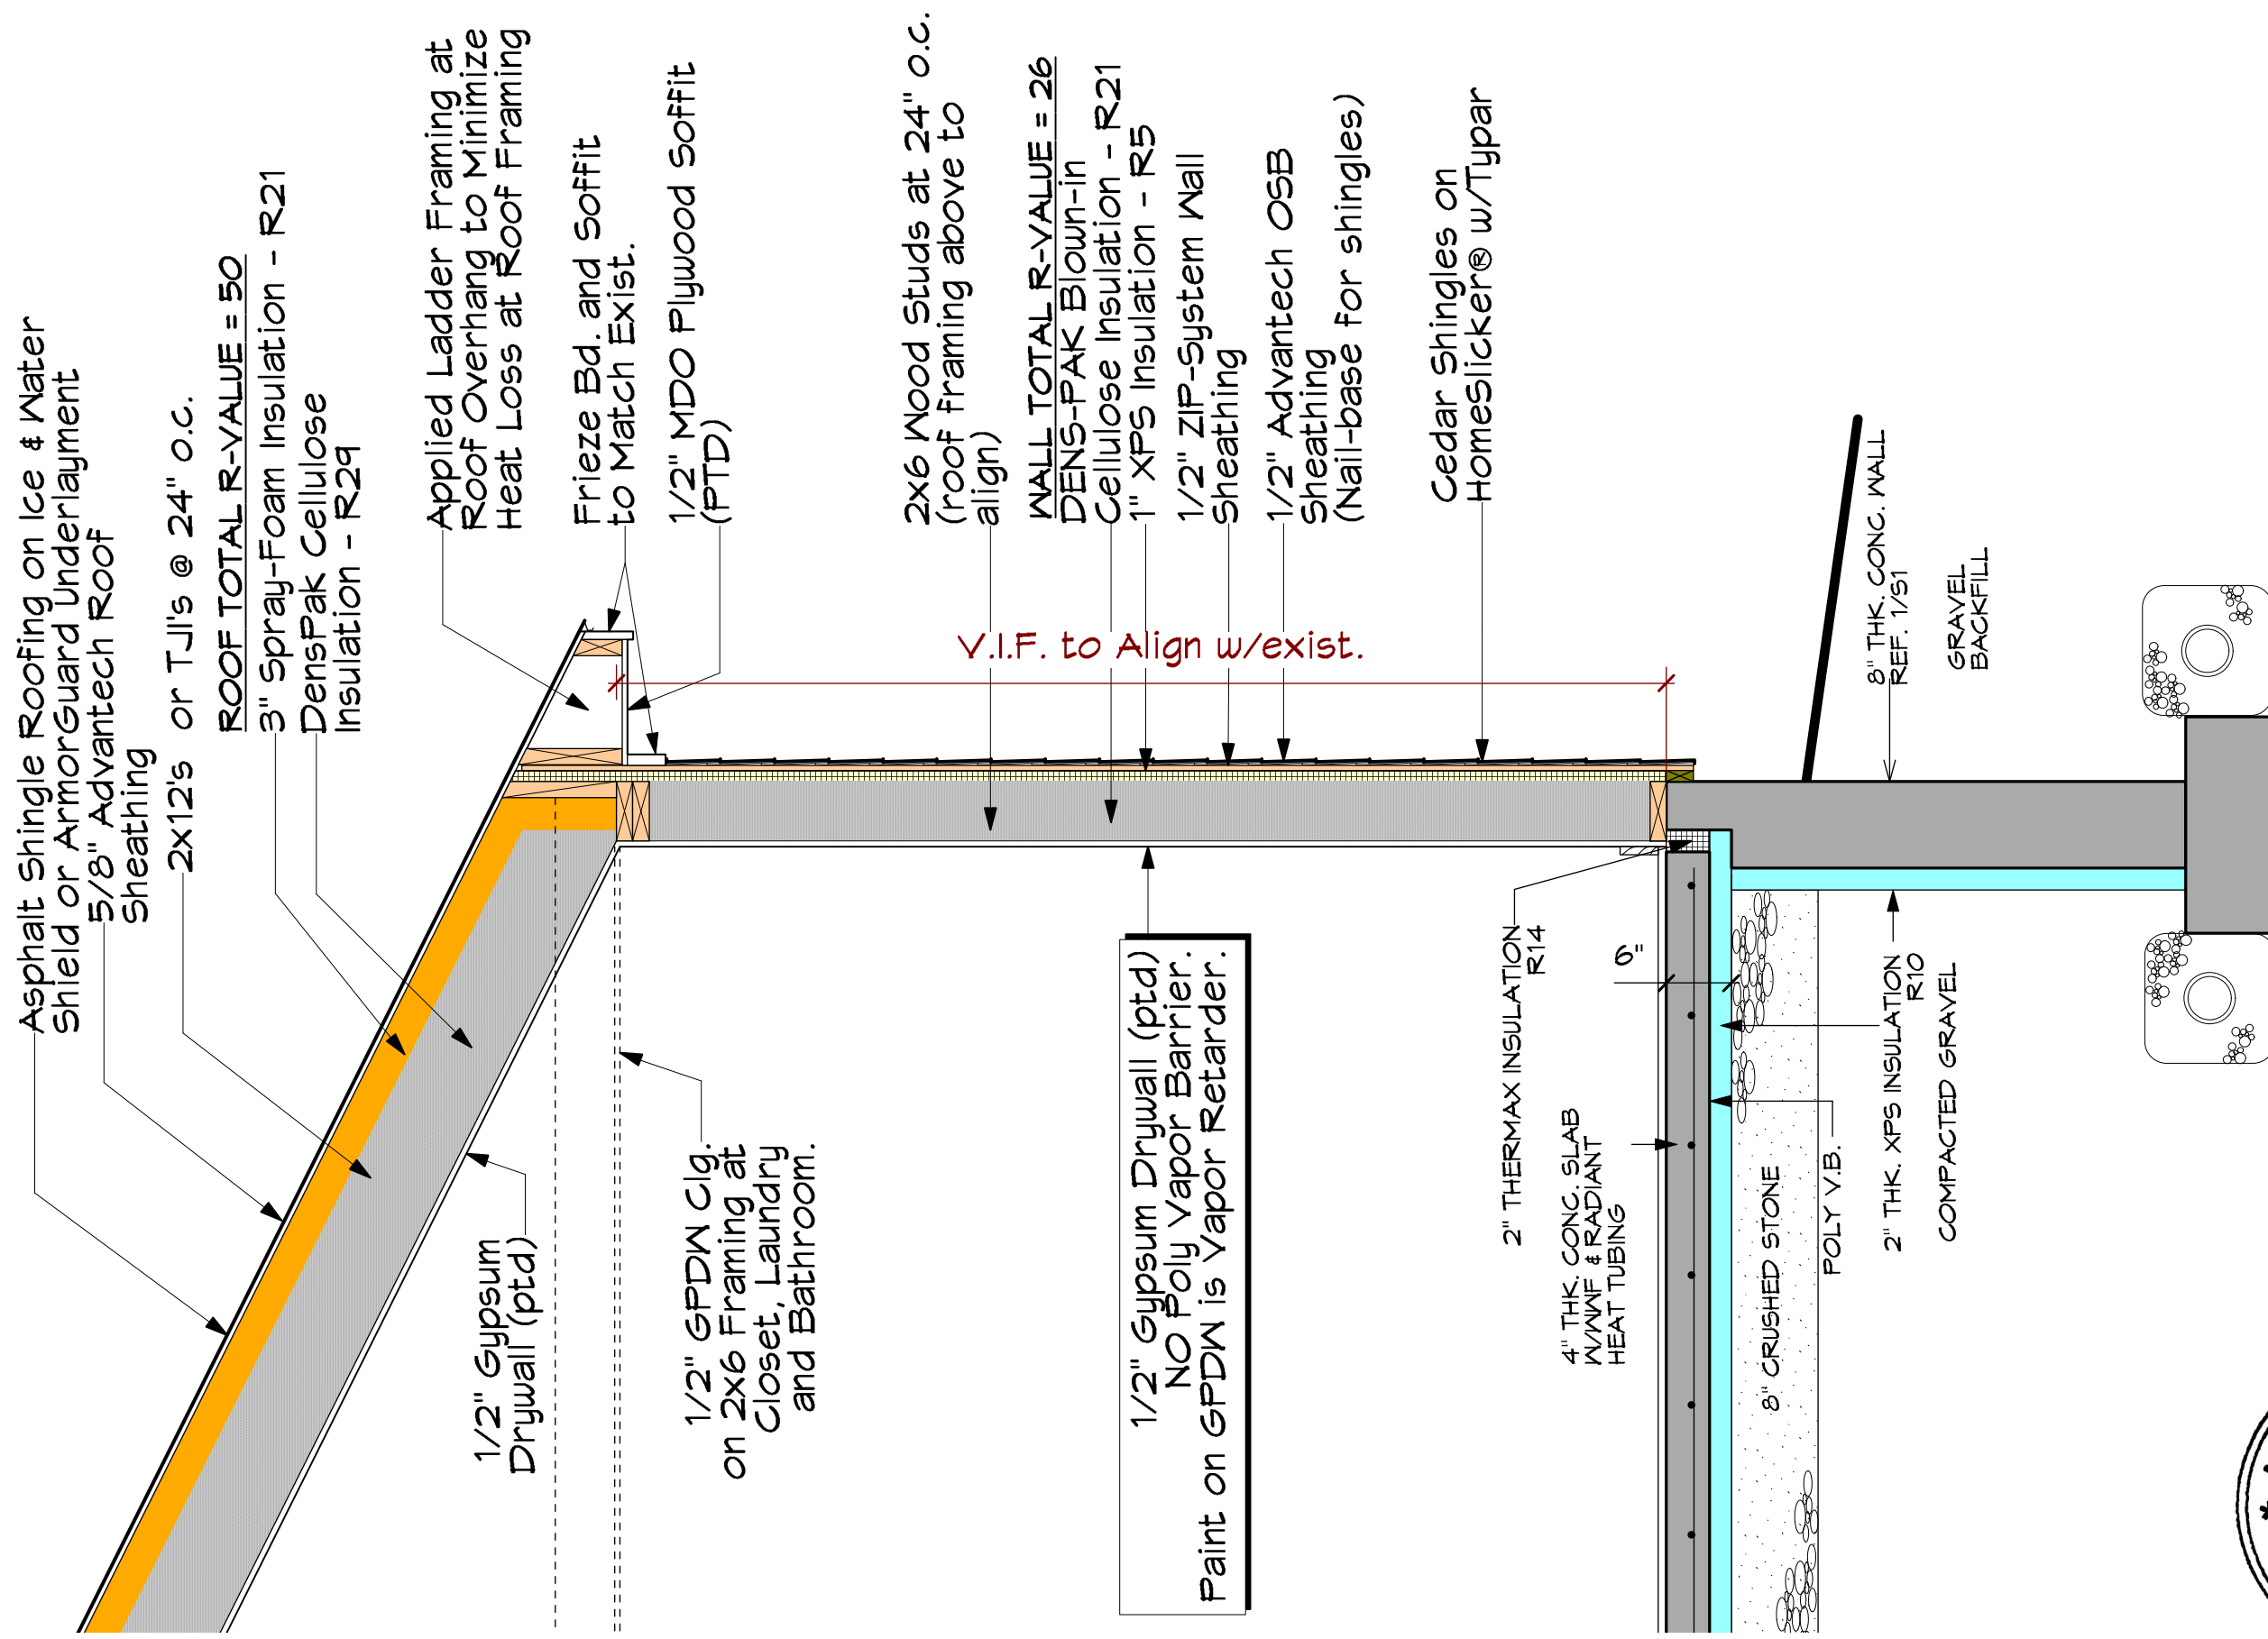 Asphalt Shingle Roofing on Ice & Water
Shield or ArmorGuard Underlayment
5/8" Advantech Roof
Sheathing
2x12's or TJI's @ 24" o.c.
ROOF TOTAL R-VALUE = 50
3" Spray-Foam Insulation - R21
DensPak Cellulose
Insulation - R29
Applied Ladder Framing at
Roof Overhang to Minimize
Heat Loss at Roof Framing
Frieze Bd. and Soffit
to Match Exist.
1/2" MDO Plywood Soffit
(PTD)
2x6 Wood Studs at 24" o.c.
(roof framing above to
align)
WALL TOTAL R-VALUE = 26
DENS-PAK Blown-in
Cellulose Insulation - R21
1" XPS Insulation - R5
1/2" ZIP-System Wall
Sheathing
1/2" Advantech OSB
Sheathing
(Nail-base for shingles)
Cedar Shingles on
HomeSlicker® w/Typar
V.I.F. to Align w/exist.
8" THK. CONC. WALL
REF. 1/S1
GRAVEL
BACKFILL
1/2" Gypsum
Drywall (ptd)
1/2" GPDW Clg.
on 2x6 Framing at
Closet, Laundry
and Bathroom.
1/2" Gypsum Drywall (ptd)
NO Poly Vapor Barrier.
Paint on GPDW is Vapor Retarder.
2" THERMAX INSULATION
R14
6"
4" THK. CONC. SLAB
W/WWF & RADIANT
HEAT TUBING
8" CRUSHED STONE
POLY V.B.
2" THK. XPS INSULATION
R10
COMPACTED GRAVEL